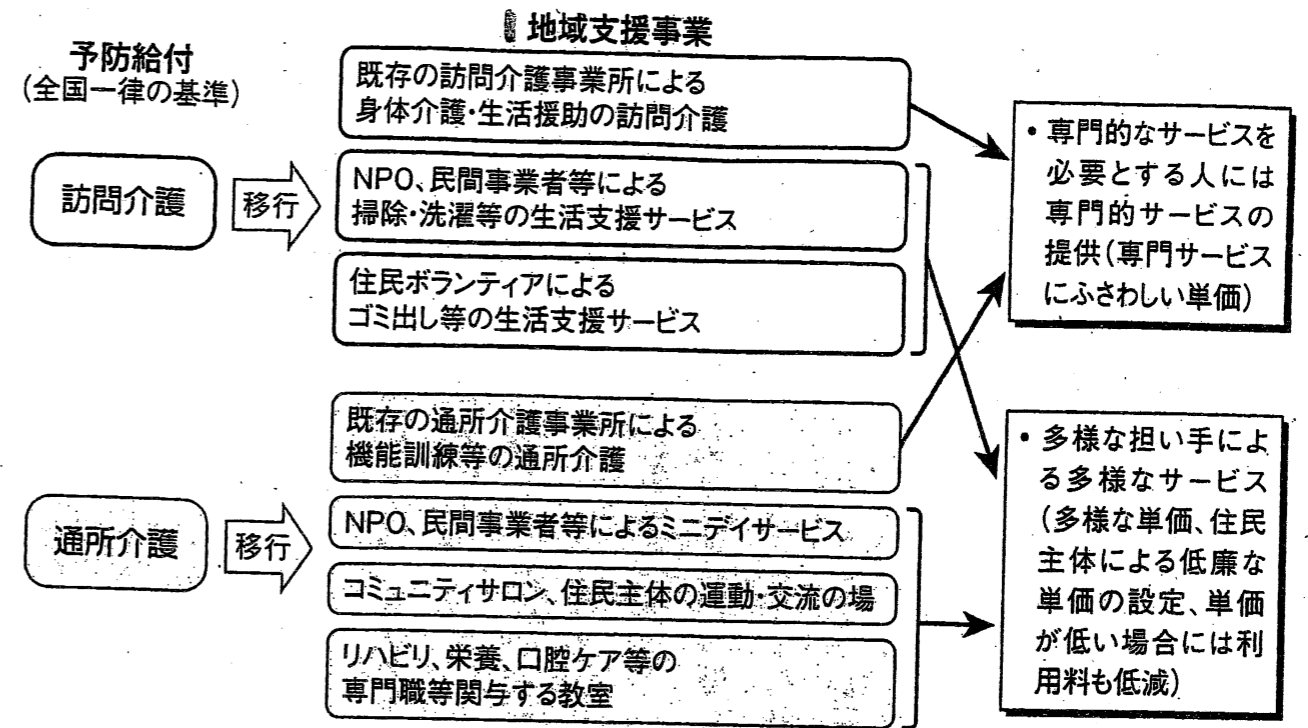 地域支援事業
予防給付
(全国一律の基準)
既存の訪問介護事業所による
身体介護・生活援助の訪問介護
訪問介護
移行
NPO、民間事業者等による
掃除・洗濯等の生活支援サービス
住民ボランティアによる
ゴミ出し等の生活支援サービス
既存の通所介護事業所による
機能訓練等の通所介護
通所介護
移行
NPO、民間事業者等によるミニデイサービス
コミュニティサロン、住民主体の運動・交流の場
リハビリ、栄養、口腔ケア等の
専門職等関与する教室
・専門的なサービスを
必要とする人には
専門的サービスの
提供(専門サービス
にふさわしい単価)
・多様な担い手によ
る多様なサービス
(多様な単価、住民
主体による低廉な
単価の設定、単価
が低い場合には利
用料も低減)